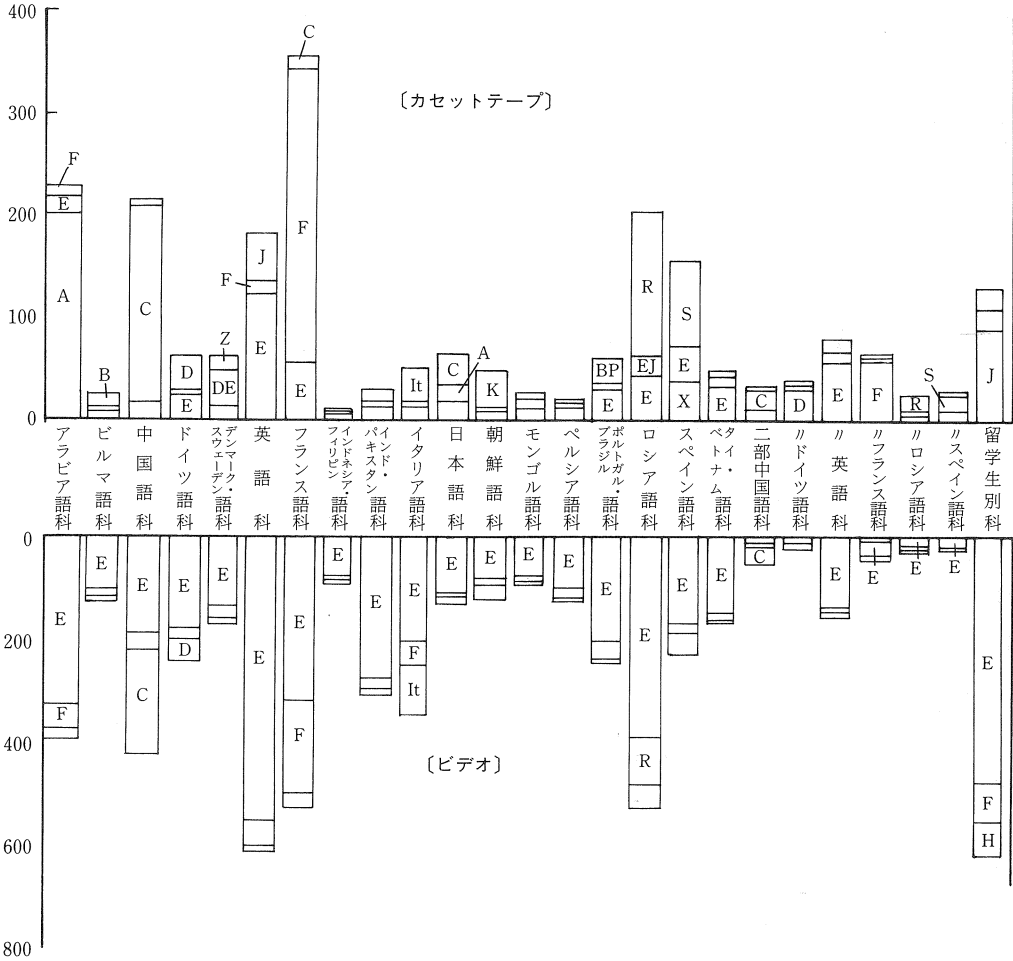 400
300
200
100
0
〔カセットテープ〕
F
E
A
B
C
D
E
Z
DE
J
F
E
C
F
E
It
C
A
K
BP
E
R
EJ
E
S
E
X
E
C
D
E
F
R
S
J
アラビア語科
ビルマ語科
中国語科
ドイツ語科
デンマーク・
スウェーデン語科
英語科
フランス語科
インドネシア・
フィリピン語科
インド・
パキスタン語科
イタリア語科
日本語科
朝鮮語科
モンゴル語科
ペルシア語科
ポルトガル・
ブラジル語科
ロシア語科
スペイン語科
タイ・
ベトナム語科
二部中国語科
〃ドイツ語科
〃英語科
〃フランス語科
〃ロシア語科
〃スペイン語科
留学生別科
0
200
400
600
800
〔ビデオ〕
E
F
E
E
C
E
D
E
E
E
F
E
E
E
F
It
E
E
E
E
E
E
R
E
E
C
E
E
E
E
E
F
H